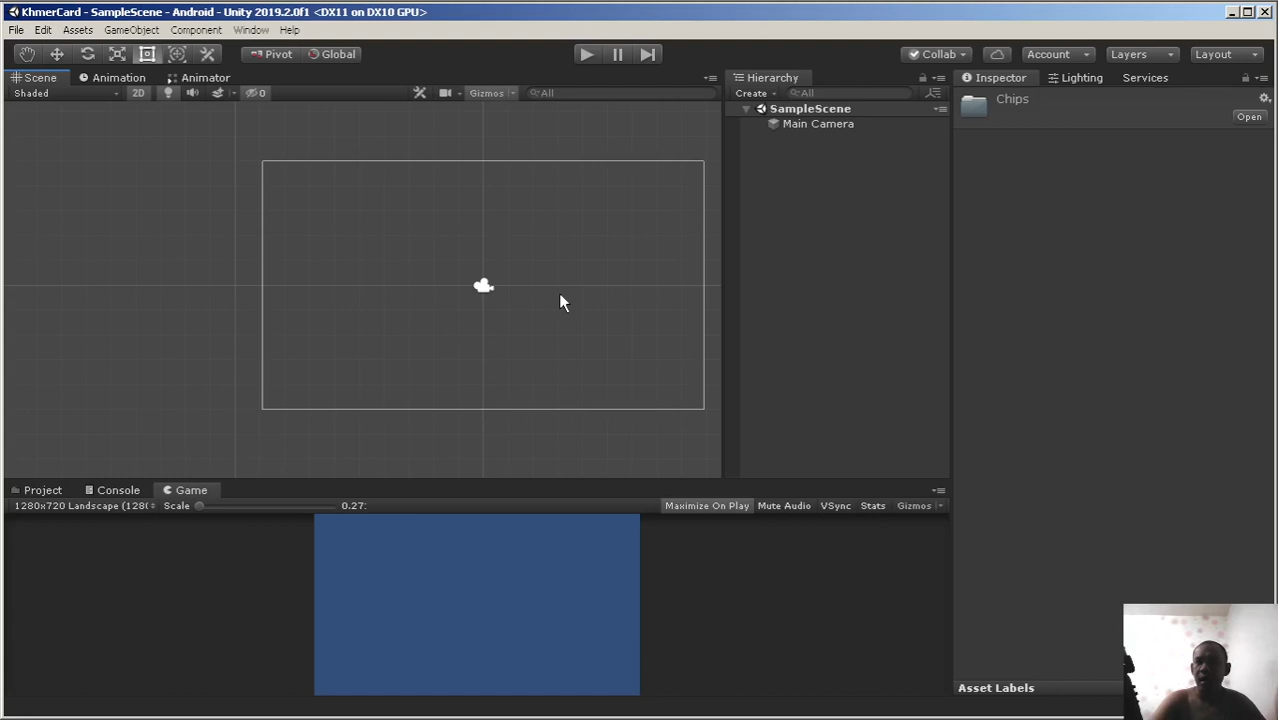 KhmerCard - SampleScene - Android - Unity 2019.2.0f1 <DX11 on DX10 GPU>
File Edit Assets GameObject Component Window Help
Pivot Global Collab Account Layers Layout
Scene Animation Animator Hierarchy Inspector Lighting Services
Shaded 2D 0 Gizmos All Create All Chips
SampleScene Open
Main Camera
Project Console Game
1280x720 Landscape (128 Scale 0.27: Maximize On Play Mute Audio VSync Stats Gizmos
Asset Labels